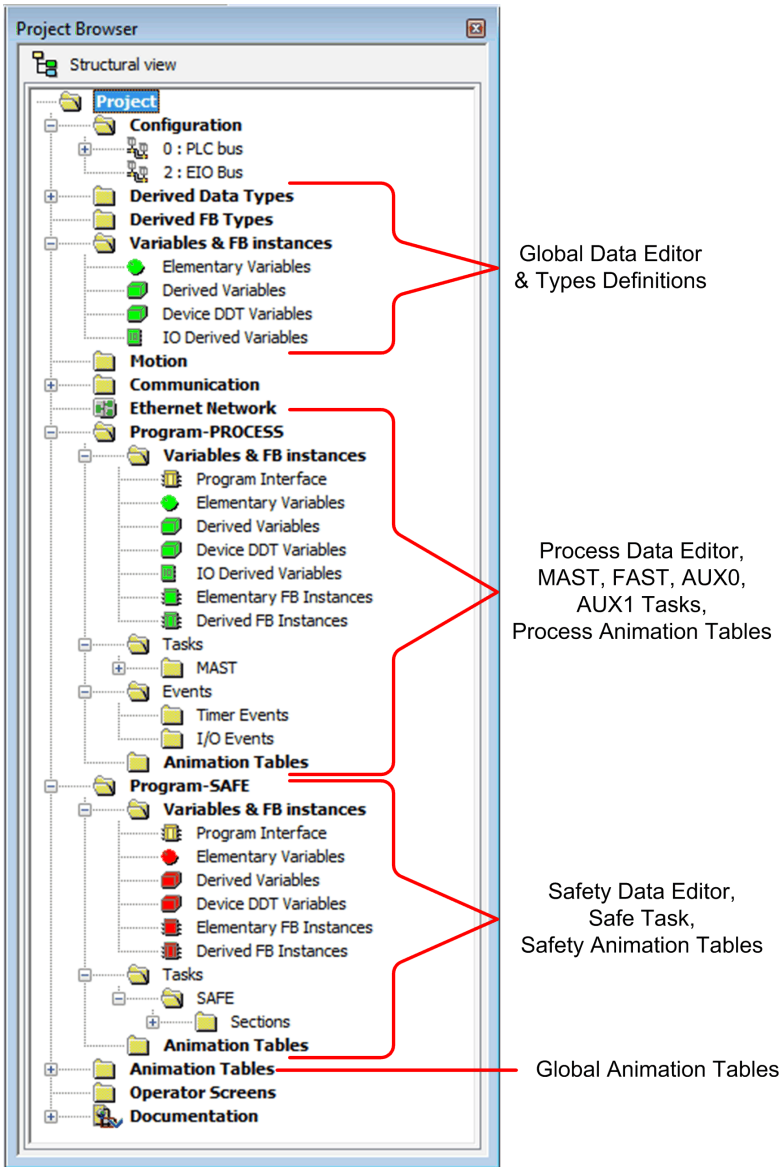 Project Browser
Structural view
Project
Configuration
0 : PLC bus
2 : EIO Bus
Derived Data Types
Derived FB Types
Variables & FB instances
Elementary Variables
Derived Variables
Device DDT Variables
IO Derived Variables
Motion
Communication
Ethernet Network
Program-PROCESS
Variables & FB instances
Program Interface
Elementary Variables
Derived Variables
Device DDT Variables
IO Derived Variables
Elementary FB Instances
Derived FB Instances
Tasks
MAST
Events
Timer Events
I/O Events
Animation Tables
Program-SAFE
Variables & FB instances
Program Interface
Elementary Variables
Derived Variables
Device DDT Variables
Elementary FB Instances
Derived FB Instances
Tasks
SAFE
Sections
Animation Tables
Animation Tables
Operator Screens
Documentation
Global Data Editor
& Types Definitions
Process Data Editor,
MAST, FAST, AUX0,
AUX1 Tasks,
Process Animation Tables
Safety Data Editor,
Safe Task,
Safety Animation Tables
Global Animation Tables